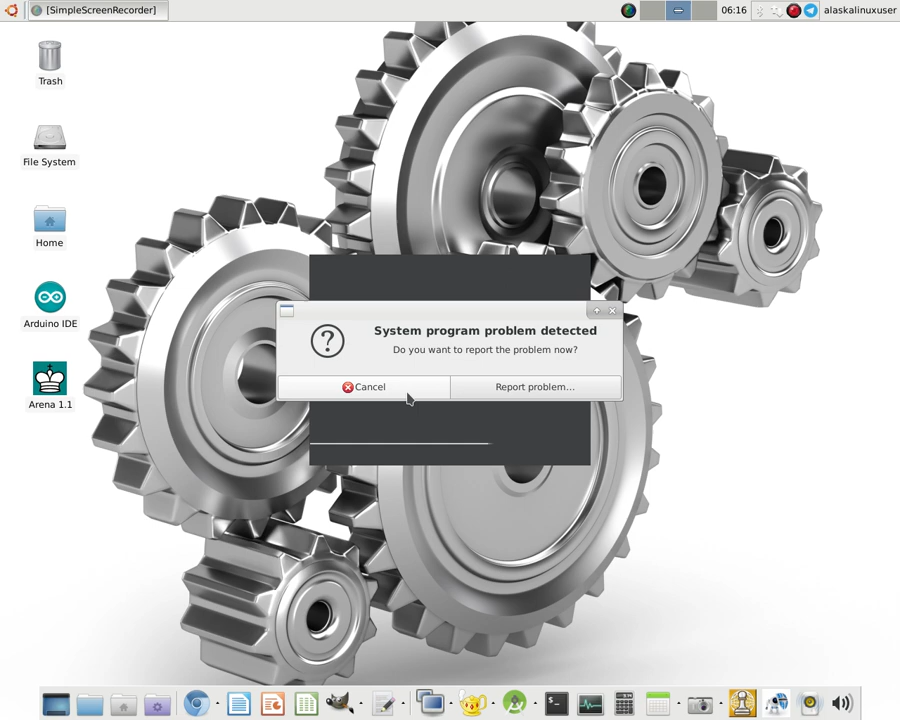 [SimpleScreenRecorder]
06:16
alaskalinuxuser
Trash
File System
Home
Arduino IDE
Arena 1.1
System program problem detected
Do you want to report the problem now?
Cancel
Report problem...